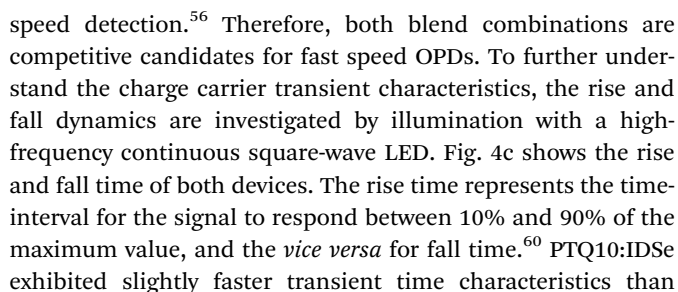 speed detection.⁵⁶ Therefore, both blend combinations are
competitive candidates for fast speed OPDs. To further under-
stand the charge carrier transient characteristics, the rise and
fall dynamics are investigated by illumination with a high-
frequency continuous square-wave LED. Fig. 4c shows the rise
and fall time of both devices. The rise time represents the time-
interval for the signal to respond between 10% and 90% of the
maximum value, and the vice versa for fall time.⁶⁰ PTQ10:IDSe
exhibited slightly faster transient time characteristics than